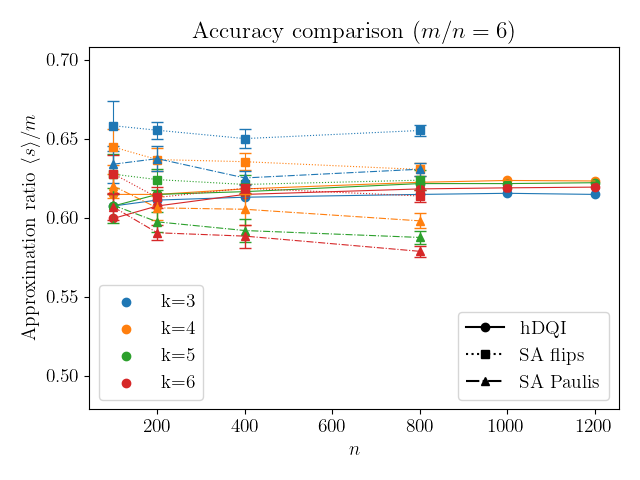 Accuracy comparison (m/n = 6)
Approximation ratio ⟨s⟩/m
0.70
0.65
0.60
0.55
0.50
k=3
k=4
k=5
k=6
hDQI
SA flips
SA Paulis
200
400
600
800
1000
1200
n